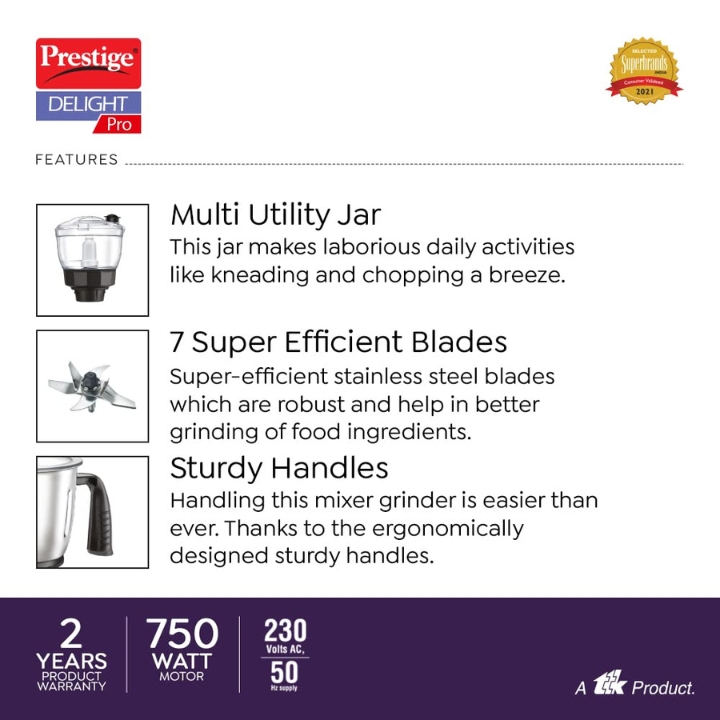 Prestige
DELIGHT
Pro
SELECTED
Superbrands
INDIA
Consumer Validated
2021
FEATURES
Multi Utility Jar
This jar makes laborious daily activities
like kneading and chopping a breeze.
7 Super Efficient Blades
Super-efficient stainless steel blades
which are robust and help in better
grinding of food ingredients.
Sturdy Handles
Handling this mixer grinder is easier than
ever. Thanks to the ergonomically
designed sturdy handles.
2
YEARS
PRODUCT
WARRANTY
750
WATT
MOTOR
230
Volts AC,
50
Hz supply
A ttk Product.